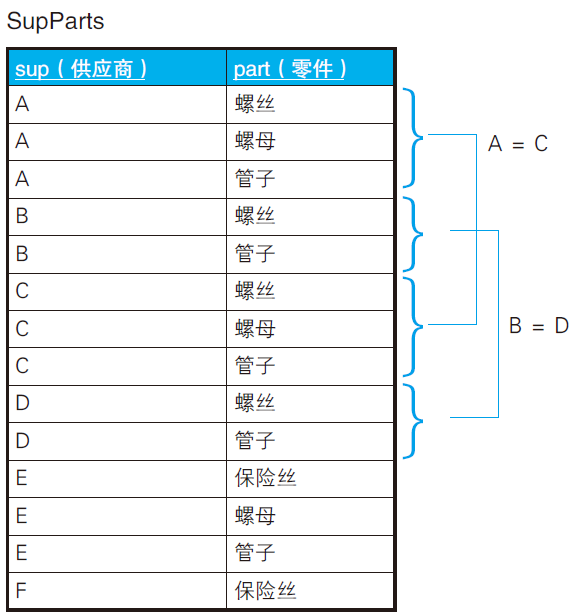 SupParts
sup（供应商） part（零件）
A 螺丝
A 螺母
A 管子
B 螺丝
B 管子
C 螺丝
C 螺母
C 管子
D 螺丝
D 管子
E 保险丝
E 螺母
E 管子
F 保险丝
A = C
B = D